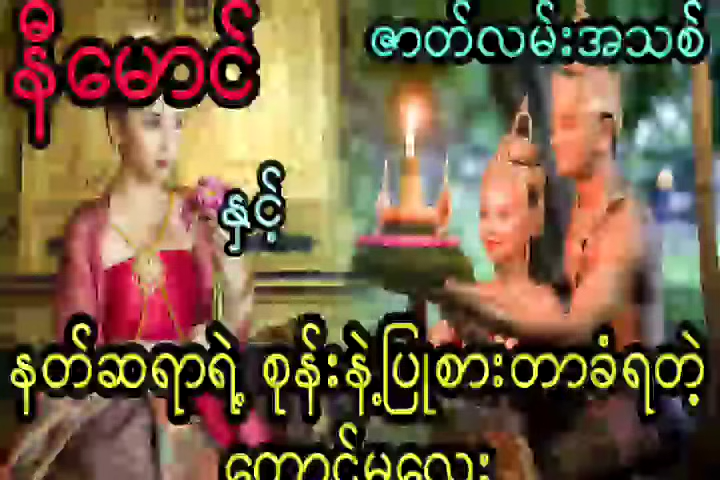 နီမောင်
ဇာတ်လမ်းအသစ်
နှင့်
နတ်ဆရာရဲ့ စုန်းနဲ့ပြုစားတာခံရတဲ့
တောင်မလေး